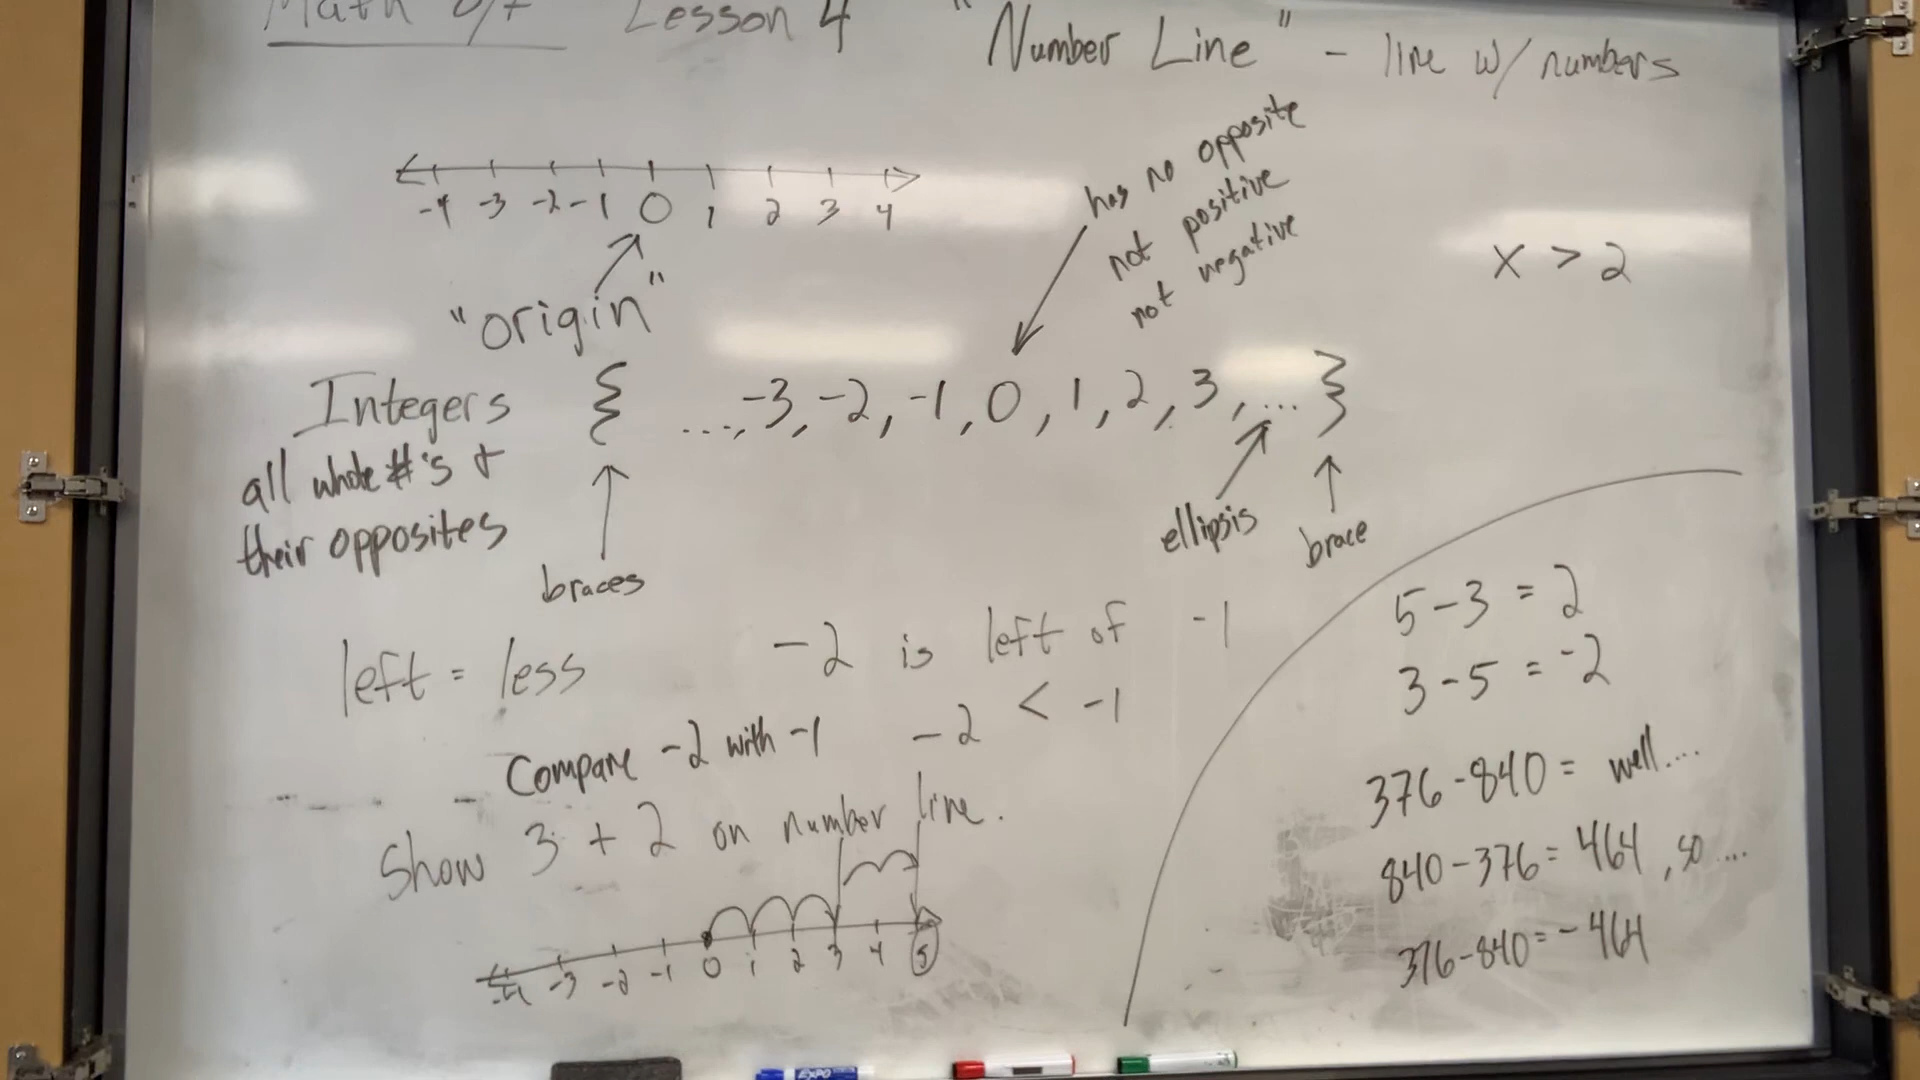 Math 8/7 Lesson 4 "Number Line" - line w/ numbers
-4 -3 -2 -1 0 1 2 3 4
"origin"
has no opposite
not positive
not negative
x > 2
Integers { ..., -3, -2, -1, 0, 1, 2, 3, ... }
all whole #'s +
their opposites
braces
ellipsis
brace
left = less
-2 is left of -1
Compare -2 with -1
-2 < -1
Show 3 + 2 on number line.
-4 -3 -2 -1 0 1 2 3 4 5
5 - 3 = 2
3 - 5 = -2
376 - 840 = well....
840 - 376 = 464, so ....
376 - 840 = -464
EXPO